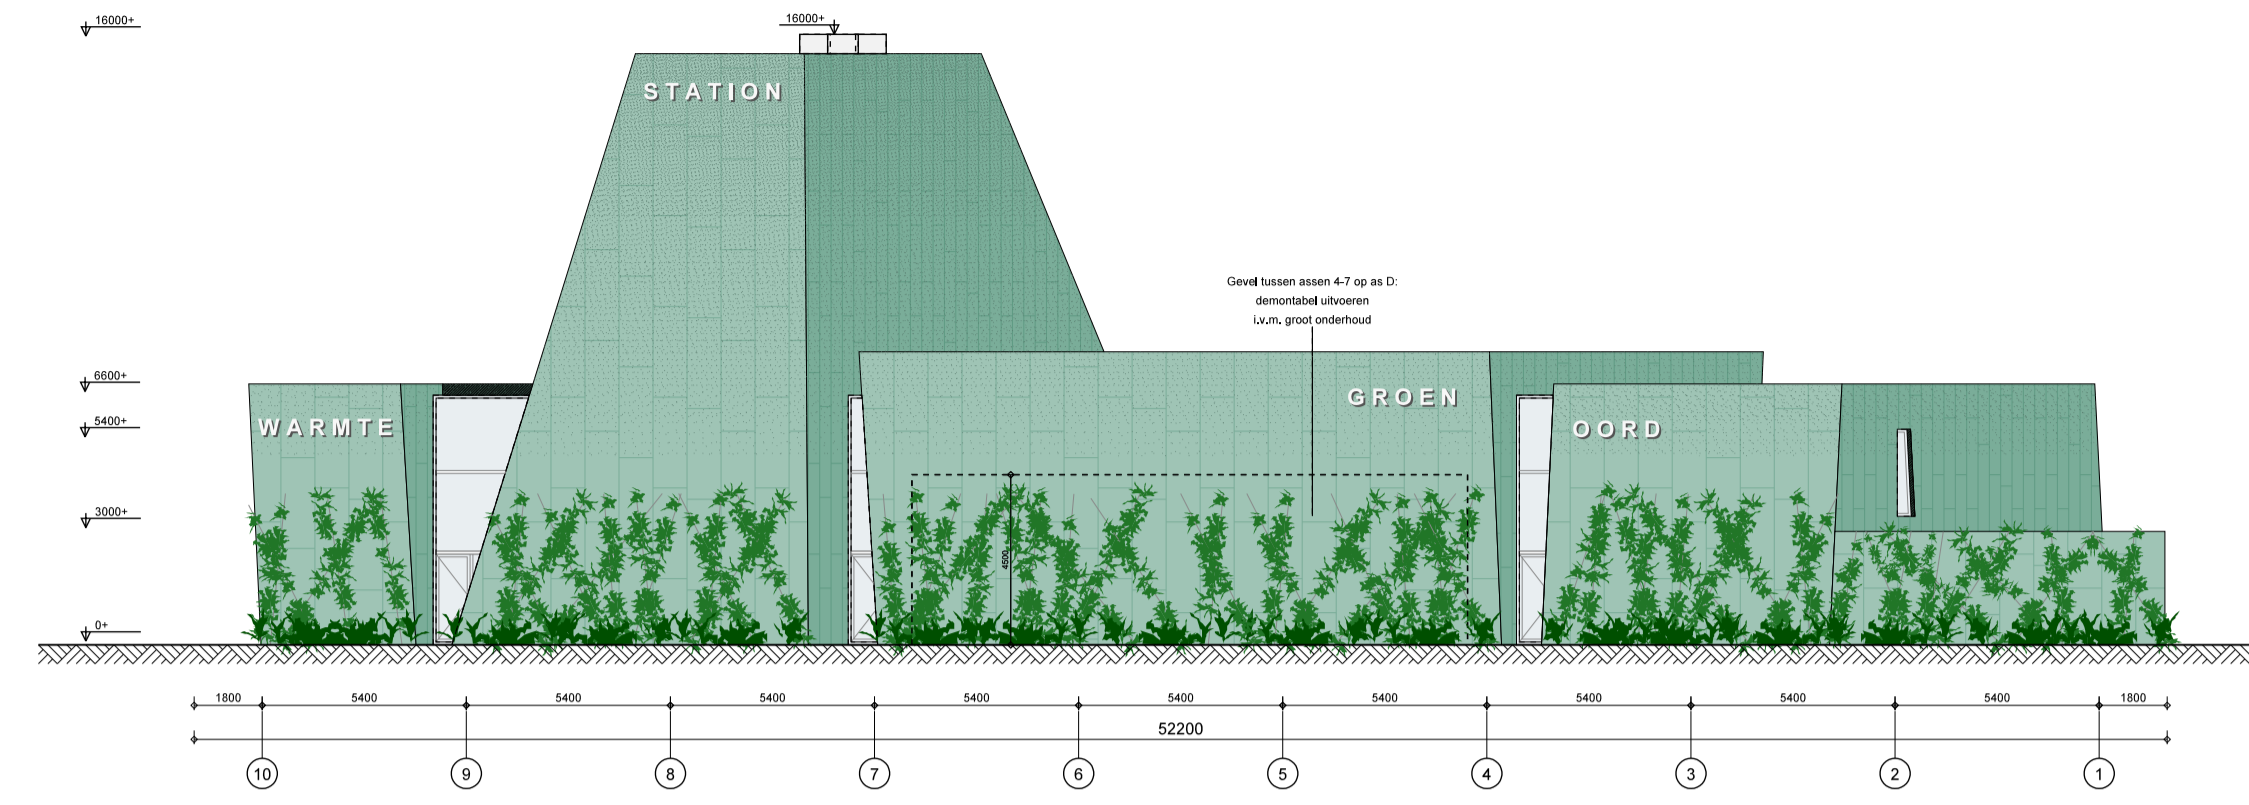 16000+
16000+
STATION
Gevel tussen assen 4-7 op as D:
demontabel uitvoeren
i.v.m. groot onderhoud
6600+
GROEN
5400+
WARMTE
OORD
3000+
4500
0+
1800 5400 5400 5400 5400 5400 5400 5400 5400 5400 1800
52200
10 9 8 7 6 5 4 3 2 1